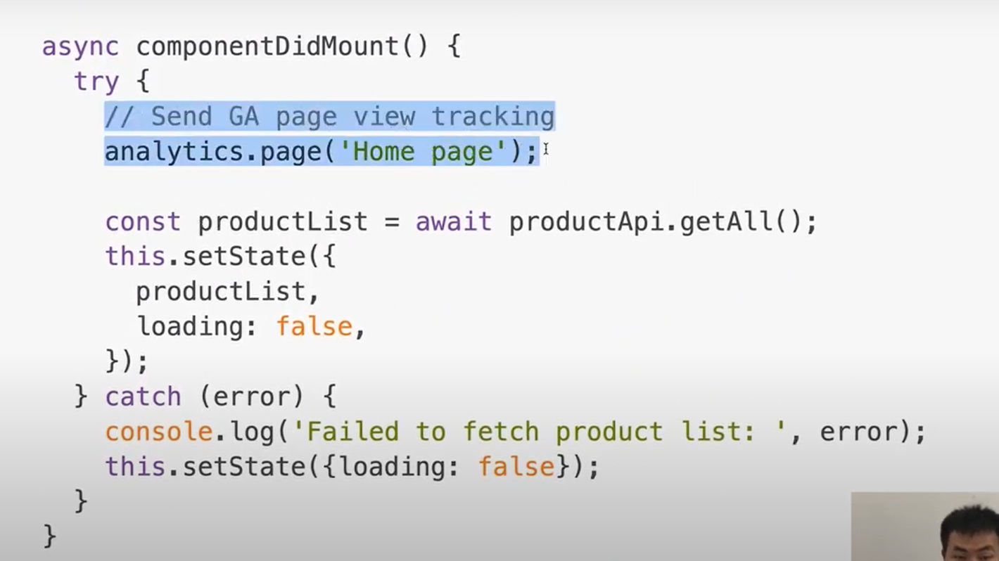 async componentDidMount() {
try {
// Send GA page view tracking
analytics.page('Home page');
const productList = await productApi.getAll();
this.setState({
productList,
loading: false,
});
} catch (error) {
console.log('Failed to fetch product list: ', error);
this.setState({loading: false});
}
}